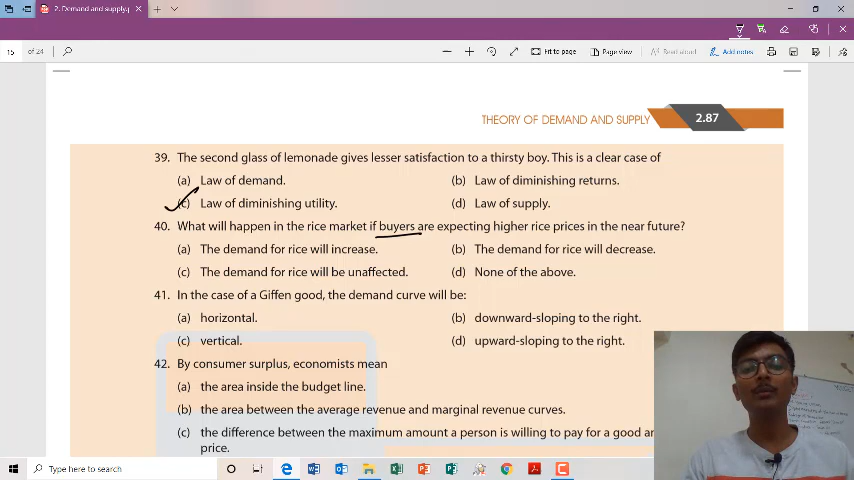 2. Demand and supply.p
15 of 24
Fit to page
Page view
Read aloud
Add notes
THEORY OF DEMAND AND SUPPLY 2.87
39. The second glass of lemonade gives lesser satisfaction to a thirsty boy. This is a clear case of
(a) Law of demand. (b) Law of diminishing returns.
(c) Law of diminishing utility. (d) Law of supply.
40. What will happen in the rice market if buyers are expecting higher rice prices in the near future?
(a) The demand for rice will increase. (b) The demand for rice will decrease.
(c) The demand for rice will be unaffected. (d) None of the above.
41. In the case of a Giffen good, the demand curve will be:
(a) horizontal. (b) downward-sloping to the right.
(c) vertical. (d) upward-sloping to the right.
42. By consumer surplus, economists mean
(a) the area inside the budget line.
(b) the area between the average revenue and marginal revenue curves.
(c) the difference between the maximum amount a person is willing to pay for a good an
price.
Type here to search